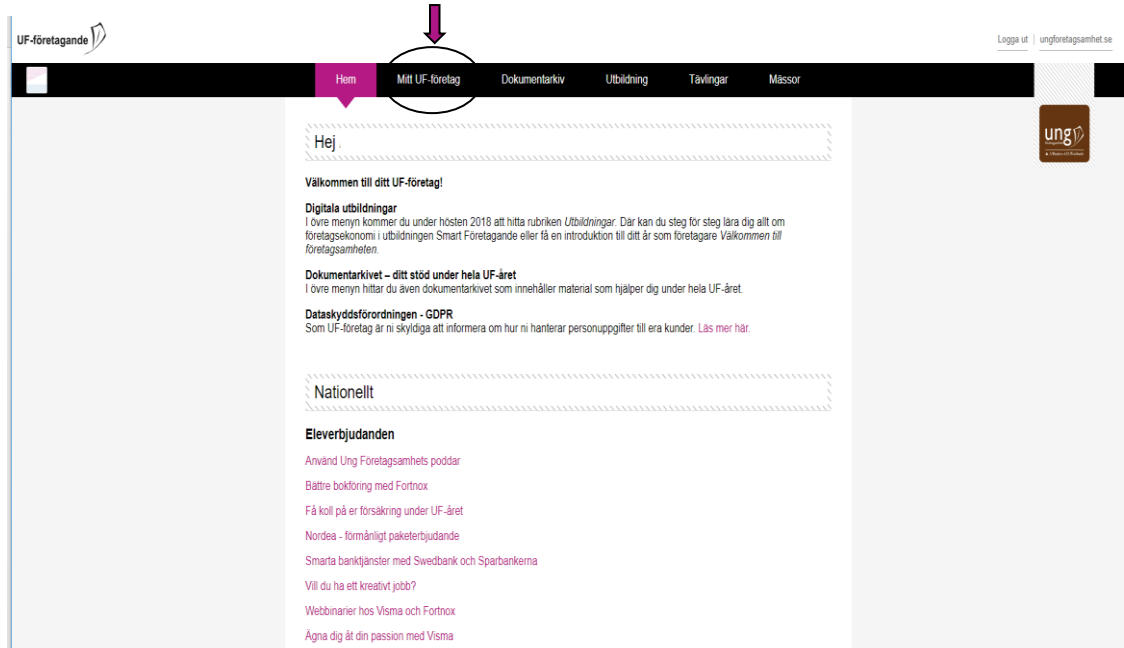 UF-företagande
Logga ut | ungforetagsamhet.se
Hem Mitt UF-företag Dokumentarkiv Utbildning Tävlingar Mässor
ung
Hej
Välkommen till ditt UF-företag!
Digitala utbildningar
I övre menyn kommer du under hösten 2018 att hitta rubriken Utbildningar. Där kan du steg för steg lära dig allt om
företagsekonomi i utbildningen Smart Företagande eller få en introduktion till ditt år som företagare Välkommen till
företagsamheten.
Dokumentarkivet – ditt stöd under hela UF-året
I övre menyn hittar du även dokumentarkivet som innehåller material som hjälper dig under hela UF-året.
Dataskyddsförordningen - GDPR
Som UF-företag är ni skyldiga att informera om hur ni hanterar personuppgifter till era kunder. Läs mer här.
Nationellt
Eleverbjudanden
Använd Ung Företagsamhets poddar
Bättre bokföring med Fortnox
Få koll på er försäkring under UF-året
Nordea - förmånligt paketerbjudande
Smarta banktjänster med Swedbank och Sparbankerna
Vill du ha ett kreativt jobb?
Webbinarier hos Visma och Fortnox
Ägna dig åt din passion med Visma